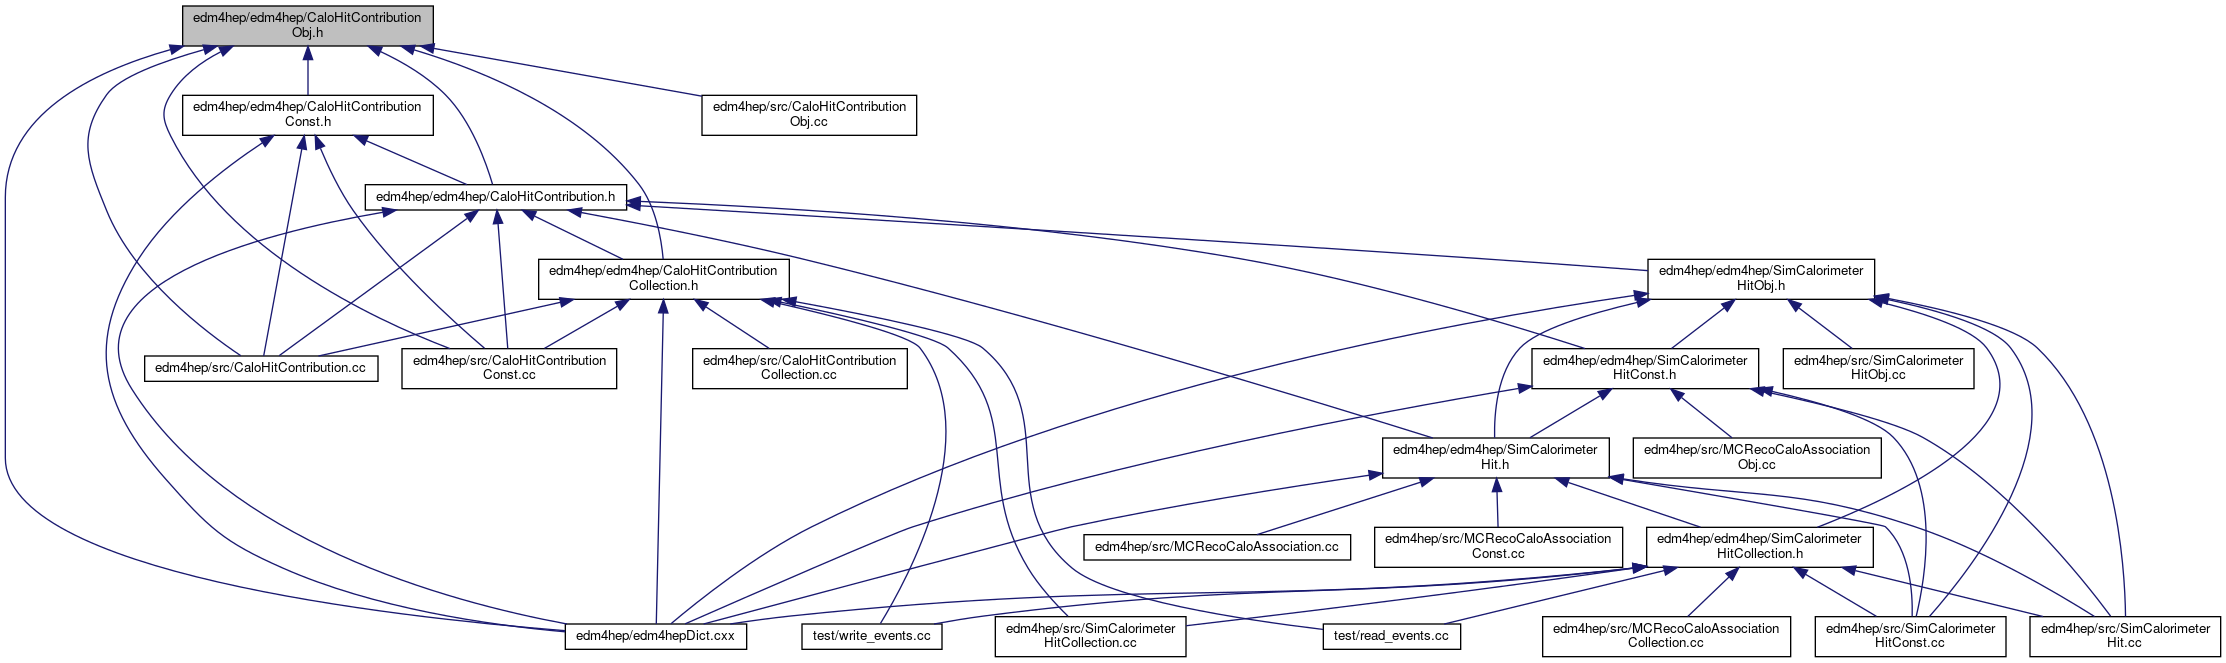 edm4hep/edm4hep/CaloHitContribution
Obj.h
edm4hep/edm4hep/CaloHitContribution
Const.h
edm4hep/src/CaloHitContribution
Obj.cc
edm4hep/edm4hep/CaloHitContribution.h
edm4hep/edm4hep/CaloHitContribution
Collection.h
edm4hep/edm4hep/SimCalorimeter
HitObj.h
edm4hep/src/CaloHitContribution.cc
edm4hep/src/CaloHitContribution
Const.cc
edm4hep/src/CaloHitContribution
Collection.cc
edm4hep/edm4hep/SimCalorimeter
HitConst.h
edm4hep/src/SimCalorimeter
HitObj.cc
edm4hep/edm4hep/SimCalorimeter
Hit.h
edm4hep/src/MCRecoCaloAssociation
Obj.cc
edm4hep/src/MCRecoCaloAssociation.cc
edm4hep/src/MCRecoCaloAssociation
Const.cc
edm4hep/edm4hep/SimCalorimeter
HitCollection.h
edm4hep/edm4hepDict.cxx
test/write_events.cc
edm4hep/src/SimCalorimeter
HitCollection.cc
test/read_events.cc
edm4hep/src/MCRecoCaloAssociation
Collection.cc
edm4hep/src/SimCalorimeter
HitConst.cc
edm4hep/src/SimCalorimeter
Hit.cc